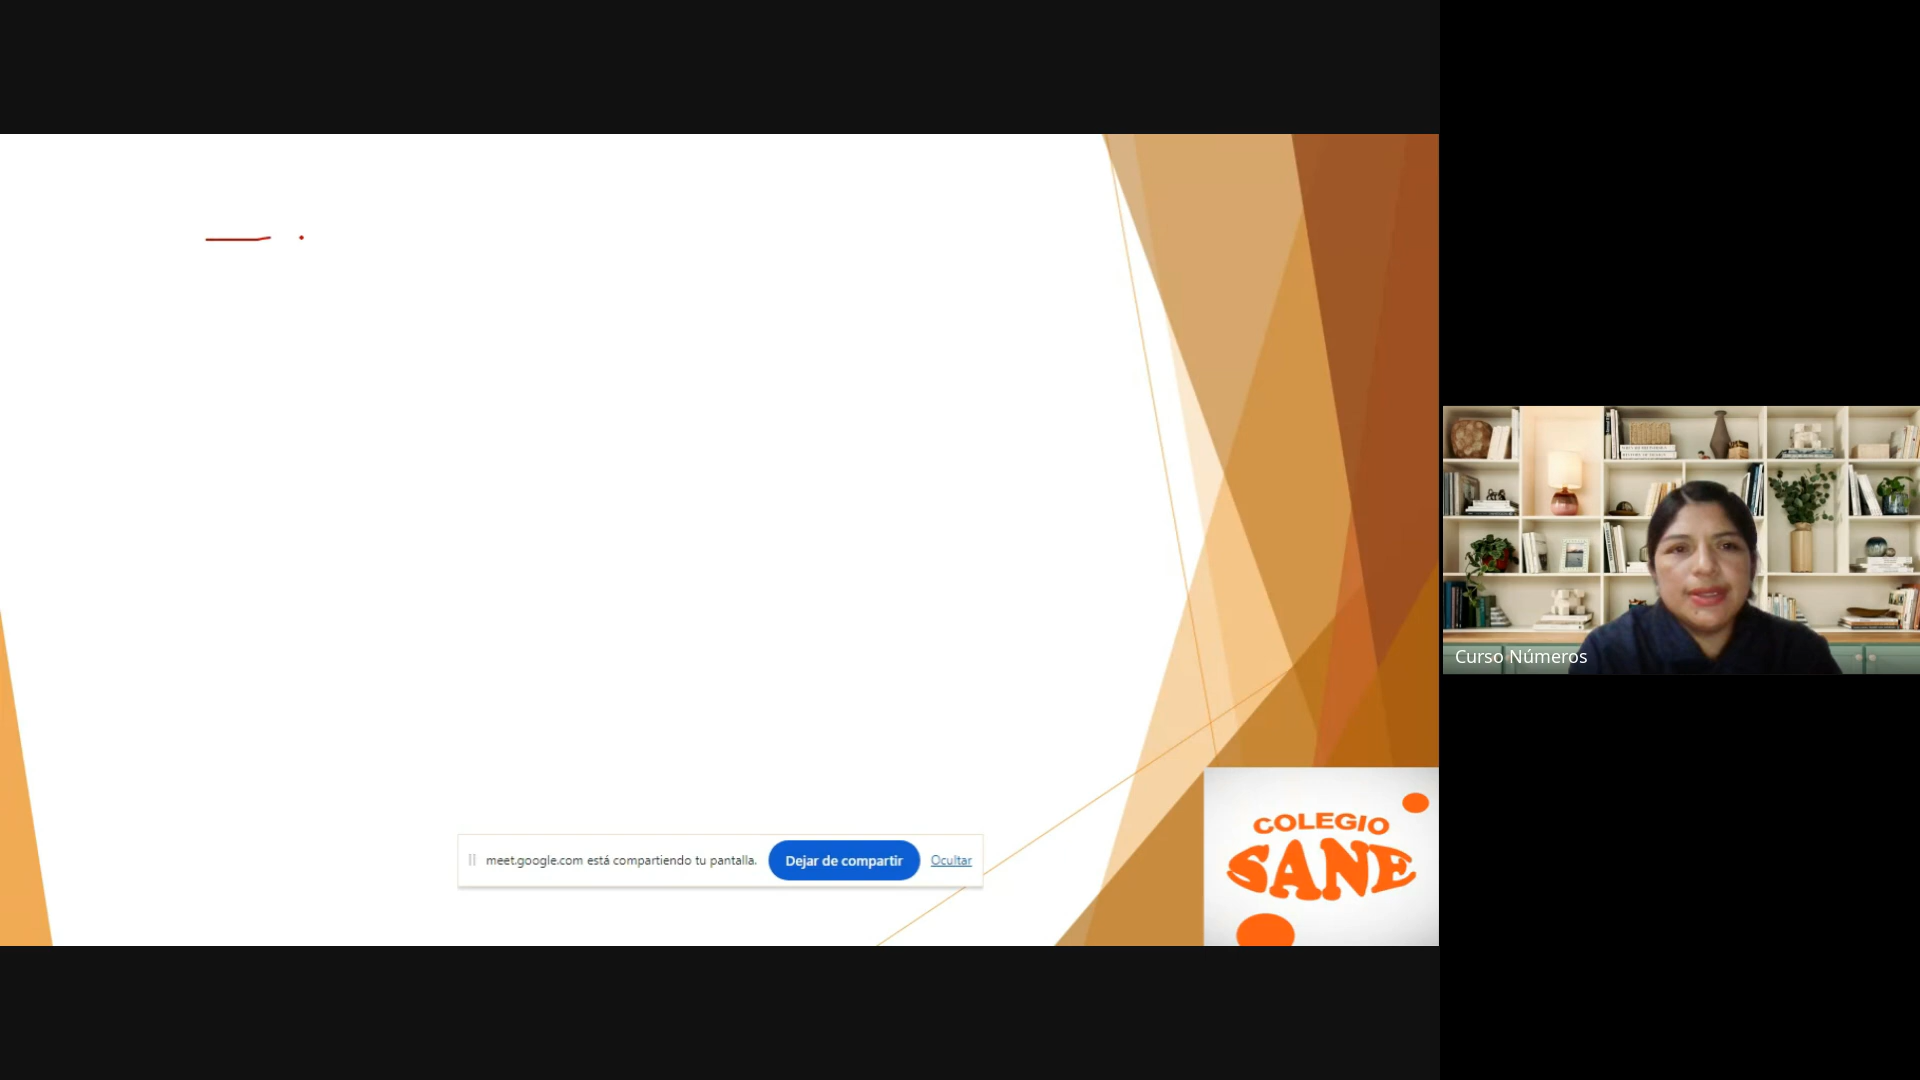 meet.google.com está compartiendo tu pantalla.
Dejar de compartir
Ocultar
COLEGIO
SANE
Curso Números